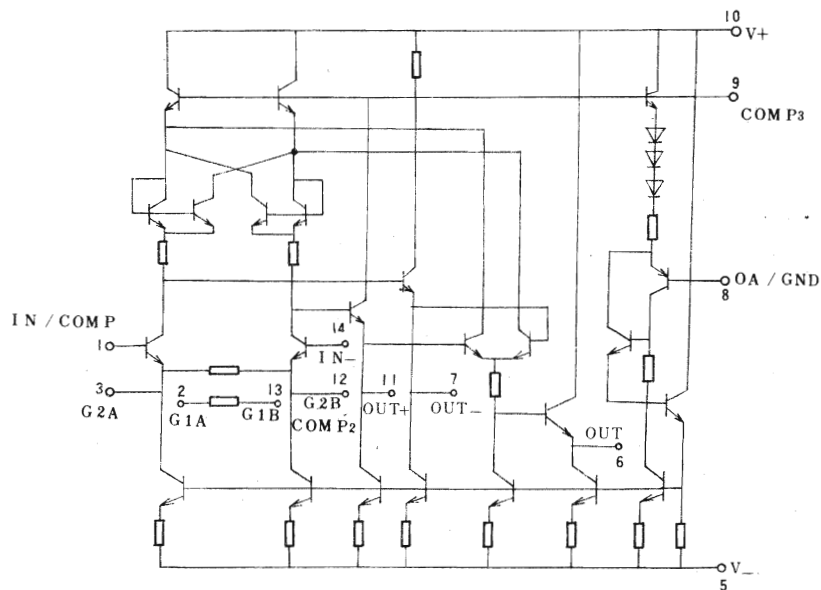 10
V+
9
COMP3
OA/GND
8
IN/COMP
1
14
IN-
3
2
13
12
11
7
G2A
G1A
G1B
G2B
OUT+
OUT-
COMP2
OUT
6
V-
5